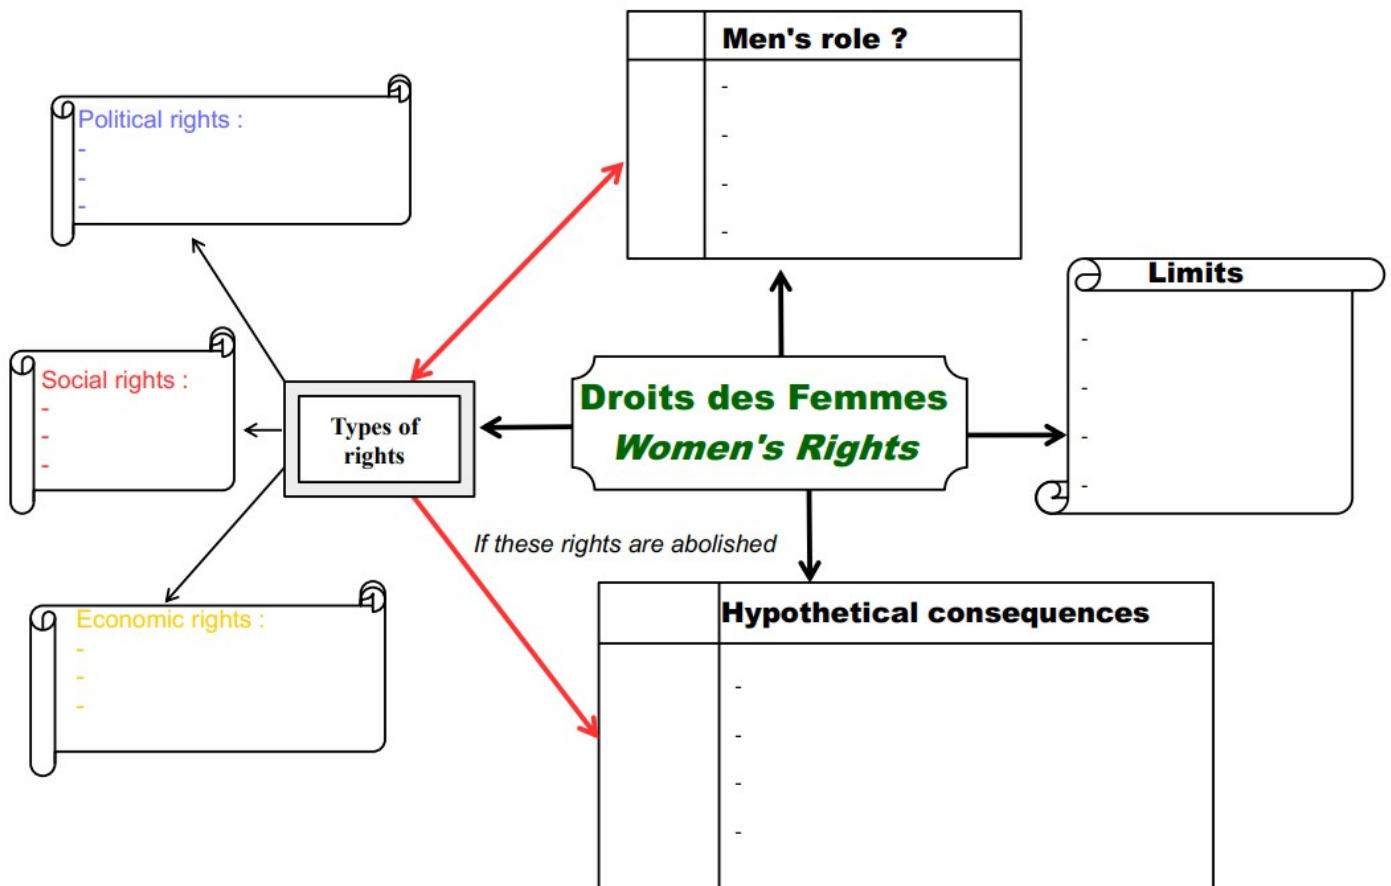 Men's role ?
-
-
-
-
Political rights :
-
-
-
Limits
-
-
-
-
Social rights :
-
-
-
Types of
rights
Droits des Femmes
Women's Rights
If these rights are abolished
Economic rights :
-
-
-
Hypothetical consequences
-
-
-
-